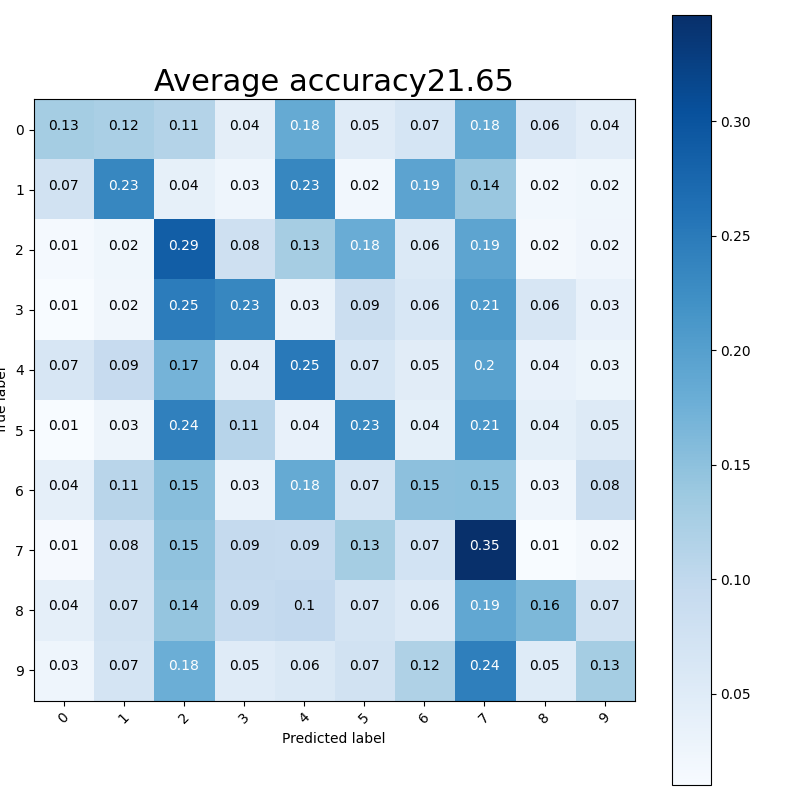 Average accuracy21.65
0 0.13 0.12 0.11 0.04 0.18 0.05 0.07 0.18 0.06 0.04
1 0.07 0.23 0.04 0.03 0.23 0.02 0.19 0.14 0.02 0.02
2 0.01 0.02 0.29 0.08 0.13 0.18 0.06 0.19 0.02 0.02
3 0.01 0.02 0.25 0.23 0.03 0.09 0.06 0.21 0.06 0.03
4 0.07 0.09 0.17 0.04 0.25 0.07 0.05 0.2 0.04 0.03
5 0.01 0.03 0.24 0.11 0.04 0.23 0.04 0.21 0.04 0.05
6 0.04 0.11 0.15 0.03 0.18 0.07 0.15 0.15 0.03 0.08
7 0.01 0.08 0.15 0.09 0.09 0.13 0.07 0.35 0.01 0.02
8 0.04 0.07 0.14 0.09 0.1 0.07 0.06 0.19 0.16 0.07
9 0.03 0.07 0.18 0.05 0.06 0.07 0.12 0.24 0.05 0.13
0 1 2 3 4 5 6 7 8 9
Predicted label
True label
0.30
0.25
0.20
0.15
0.10
0.05